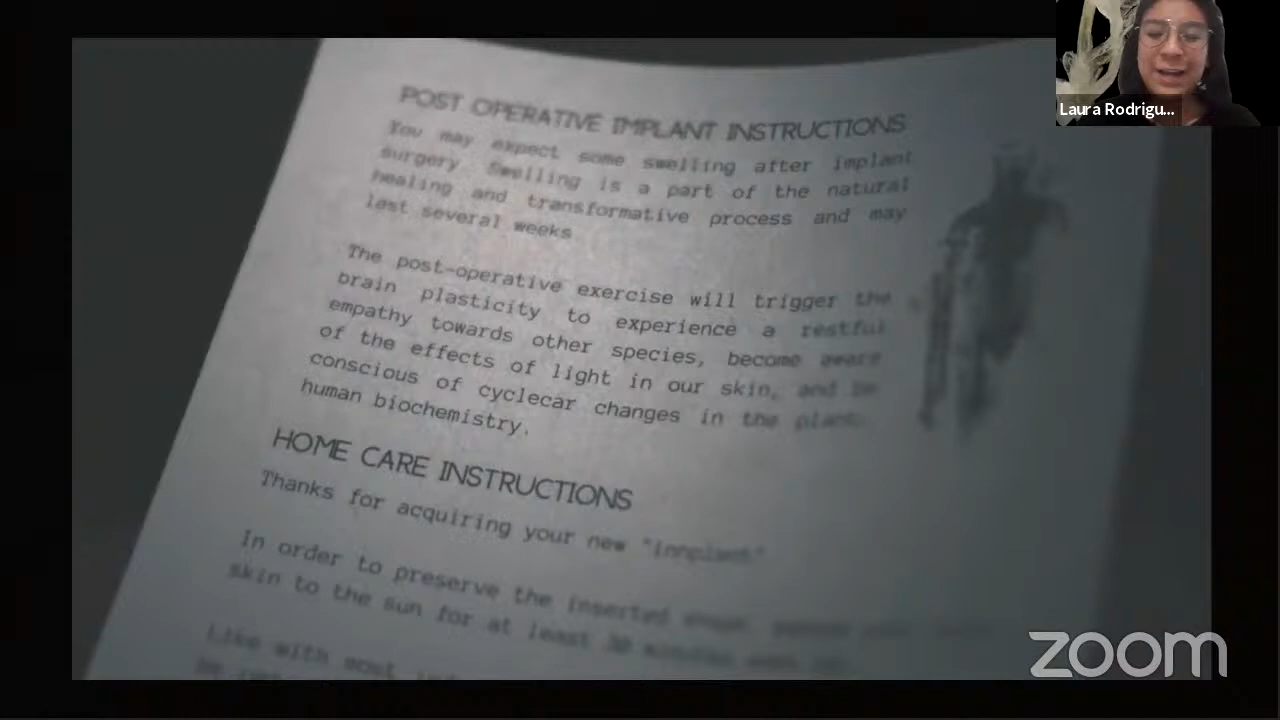 Laura Rodrigu...
POST OPERATIVE IMPLANT INSTRUCTIONS
You may expect some swelling after implant
surgery Swelling is a part of the natural
healing and transformative process and may
last several weeks
The post-operative exercise will trigger the
brain plasticity to experience a restful
empathy towards other species, become aware
of the effects of light in our skin, and be
conscious of cyclecar changes in the plant-
human biochemistry.
HOME CARE INSTRUCTIONS
Thanks for acquiring your new "innplant"
In order to preserve the inserted
skin to the sun for at least 30 minutes
Like with most
zoom